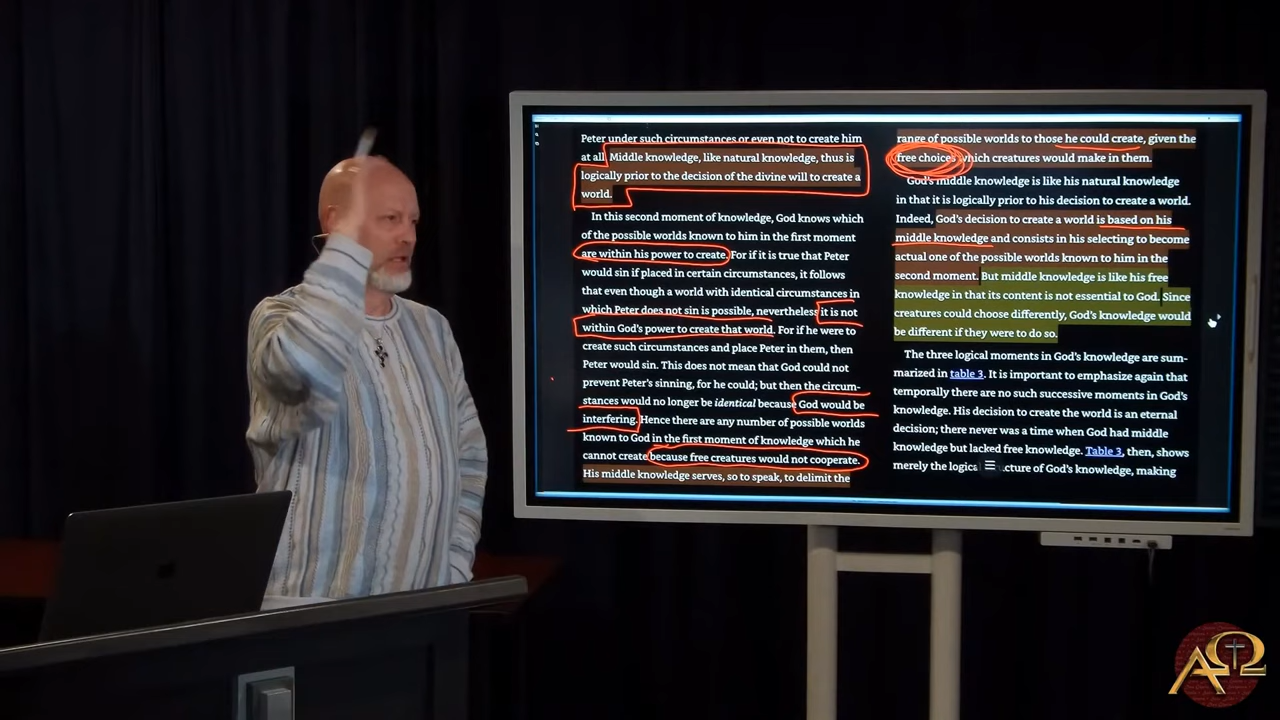 Peter under such circumstances or even not to create him
at all. Middle knowledge, like natural knowledge, thus is
logically prior to the decision of the divine will to create a
world.
In this second moment of knowledge, God knows which
of the possible worlds known to him in the first moment
are within his power to create. For if it is true that Peter
would sin if placed in certain circumstances, it follows
that even though a world with identical circumstances in
which Peter does not sin is possible, nevertheless it is not
within God's power to create that world. For if he were to
create such circumstances and place Peter in them, then
Peter would sin. This does not mean that God could not
prevent Peter's sinning, for he could; but then the circum-
stances would no longer be identical because God would be
interfering. Hence there are any number of possible worlds
known to God in the first moment of knowledge which he
cannot create because free creatures would not cooperate.
His middle knowledge serves, so to speak, to delimit the
range of possible worlds to those he could create, given the
free choices which creatures would make in them.
God's middle knowledge is like his natural knowledge
in that it is logically prior to his decision to create a world.
Indeed, God's decision to create a world is based on his
middle knowledge and consists in his selecting to become
actual one of the possible worlds known to him in the
second moment. But middle knowledge is like his free
knowledge in that its content is not essential to God. Since
creatures could choose differently, God's knowledge would
be different if they were to do so.
The three logical moments in God's knowledge are sum-
marized in table 3. It is important to emphasize again that
temporally there are no such successive moments in God's
knowledge. His decision to create the world is an eternal
decision; there never was a time when God had middle
knowledge but lacked free knowledge. Table 3, then, shows
merely the logica cture of God's knowledge, making
ΑΩ